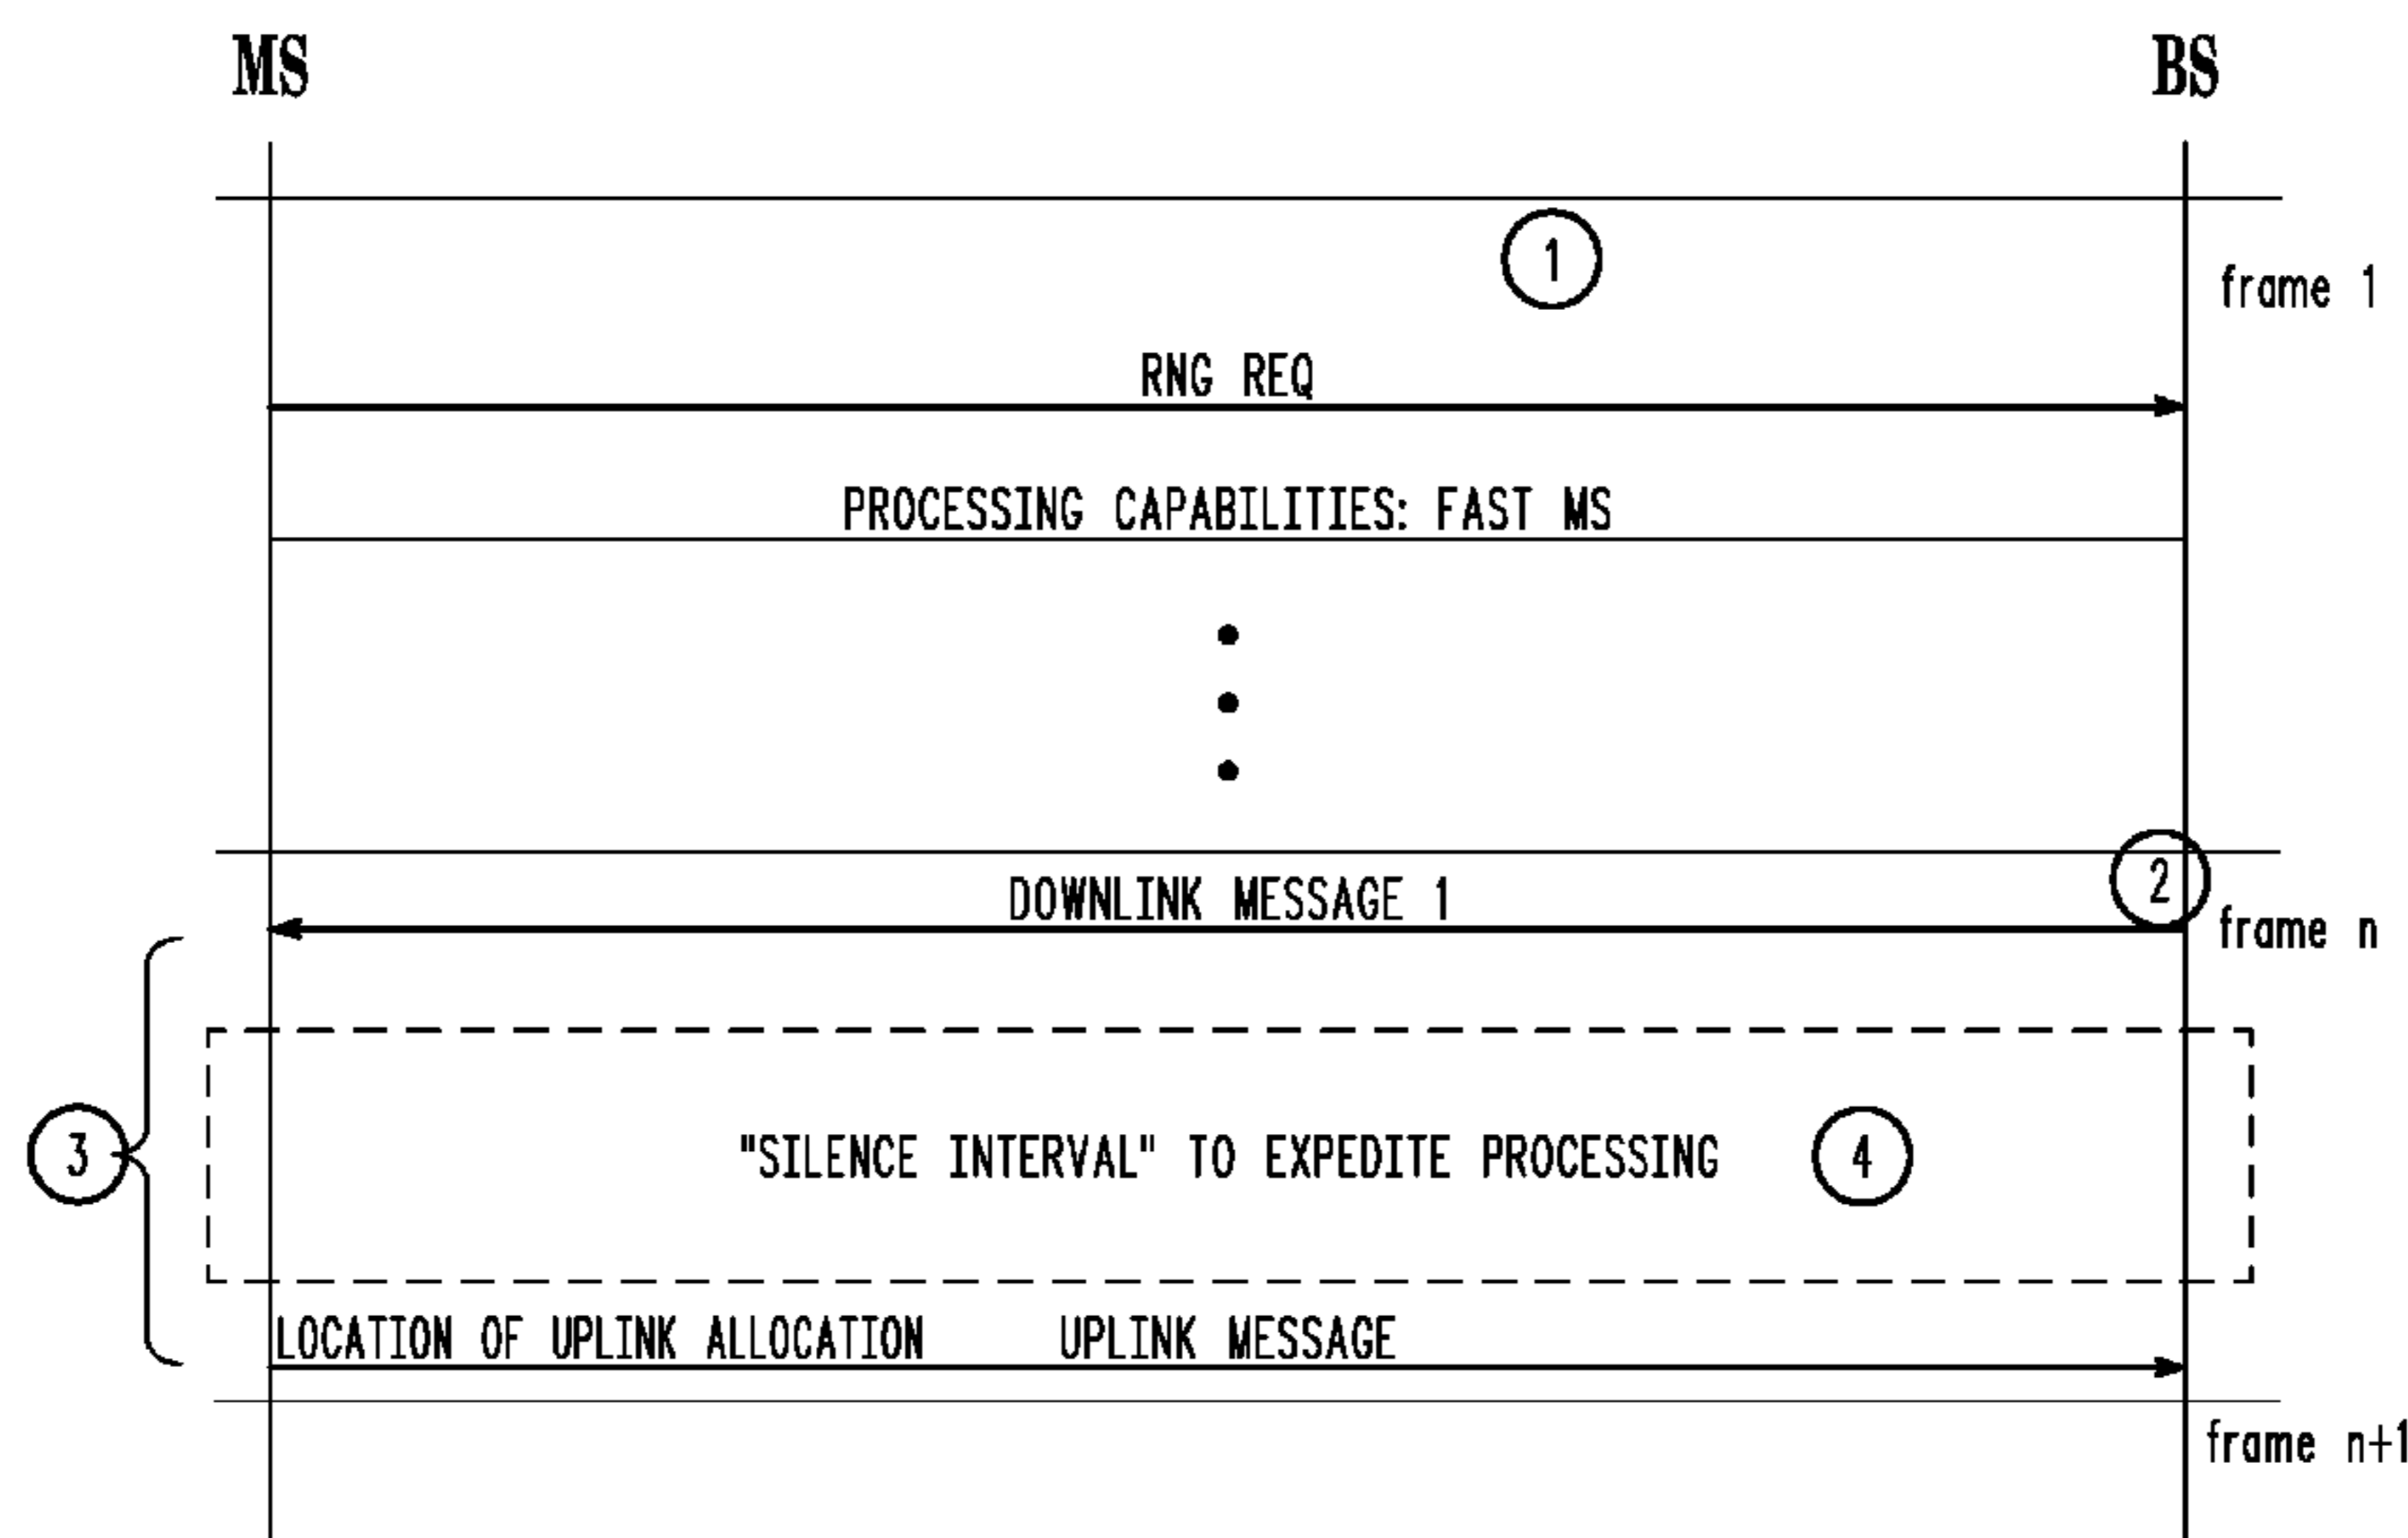 MS
BS
1
frame 1
RNG REQ
PROCESSING CAPABILITIES: FAST MS
2
DOWNLINK MESSAGE 1
frame n
3
"SILENCE INTERVAL" TO EXPEDITE PROCESSING
4
LOCATION OF UPLINK ALLOCATION
UPLINK MESSAGE
frame n+1